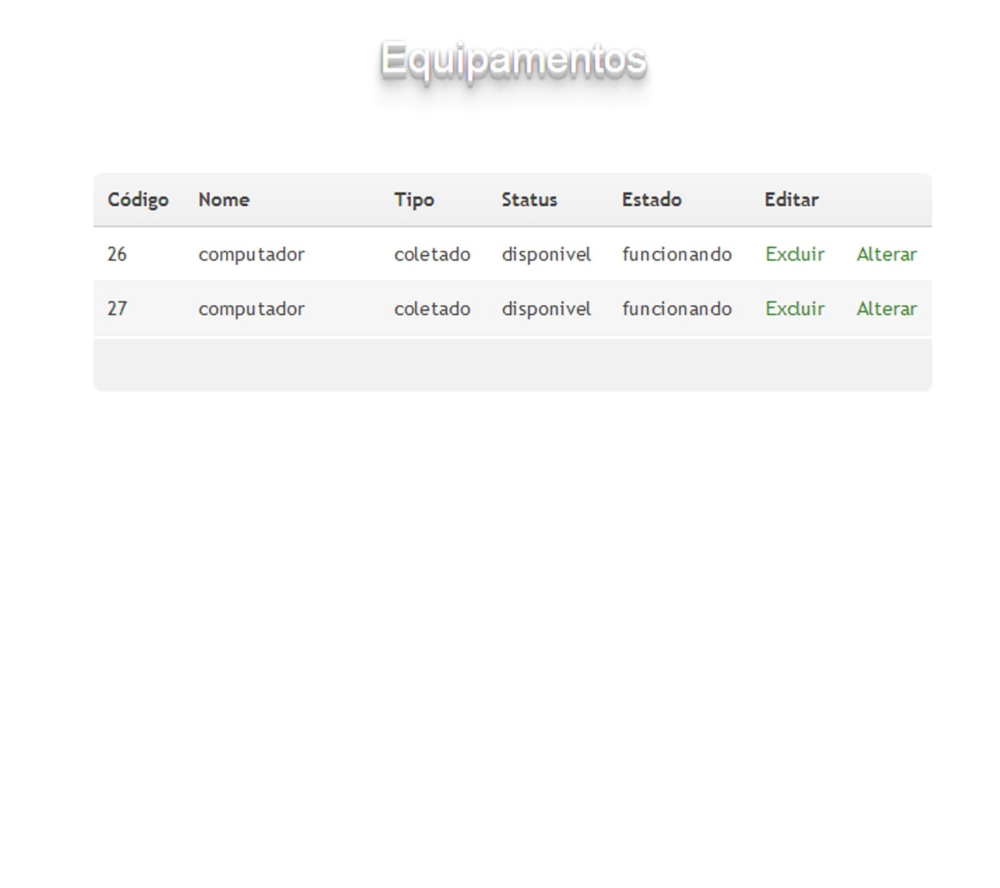 Equipamentos
Código Nome Tipo Status Estado Editar
26 computador coletado disponivel funcionando Excluir Alterar
27 computador coletado disponivel funcionando Excluir Alterar